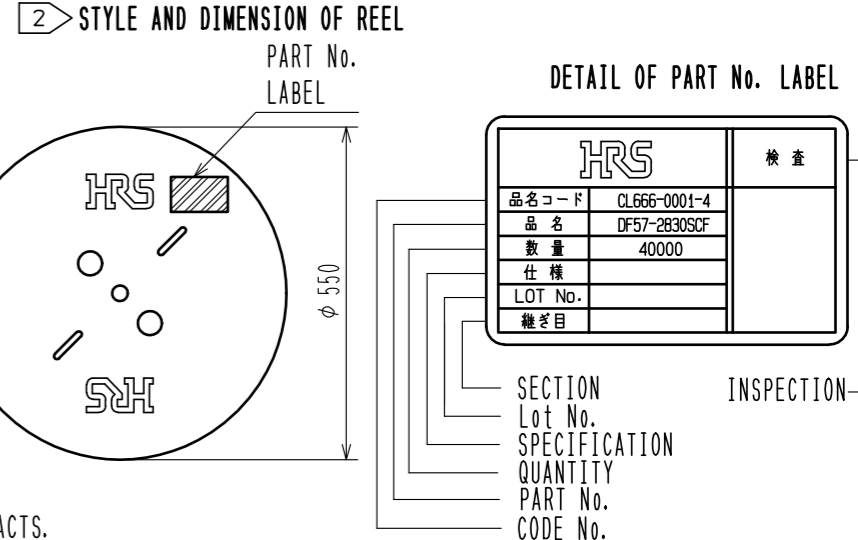 2 STYLE AND DIMENSION OF REEL
PART No.
LABEL
HRS
HRS
φ550
ACTS.
DETAIL OF PART No. LABEL
HRS 検査
品名コード CL666-0001-4
品名 DF57-2830SCF
数量 40000
仕様
LOT No.
継ぎ目
SECTION
Lot No.
SPECIFICATION
QUANTITY
PART No.
CODE No.
INSPECTION